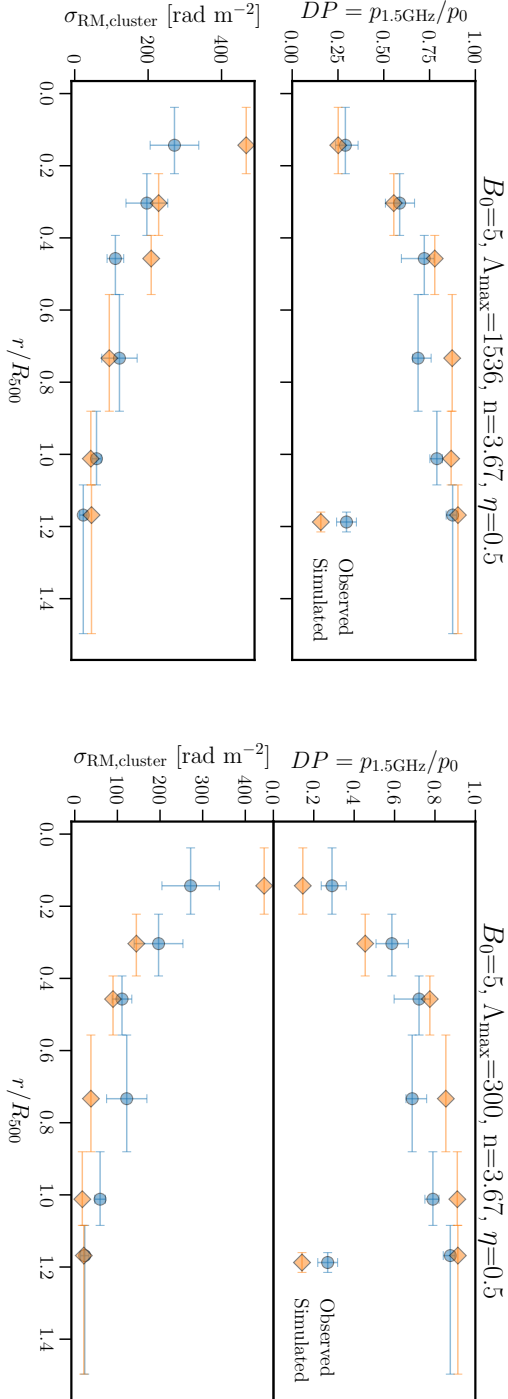 B₀=5, Λmax=1536, n=3.67, η=0.5
DP = p1.5GHz/p0
1.00
0.75
0.50
0.25
0.00
Observed
Simulated
σRM,cluster [rad m⁻²]
400
200
0
0.0 0.2 0.4 0.6 0.8 1.0 1.2 1.4
r/R500
B₀=5, Λmax=300, n=3.67, η=0.5
DP = p1.5GHz/p0
1.0
0.8
0.6
0.4
0.2
0.0
Observed
Simulated
σRM,cluster [rad m⁻²]
400
300
200
100
0
0.0 0.2 0.4 0.6 0.8 1.0 1.2 1.4
r/R500